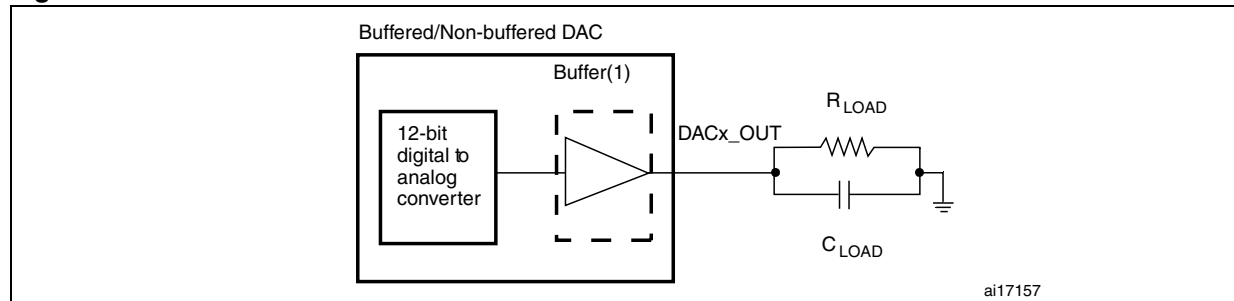 Buffered/Non-buffered DAC
Buffer(1)
12-bit
digital to
analog
converter
DACx_OUT
R LOAD
C LOAD
ai17157